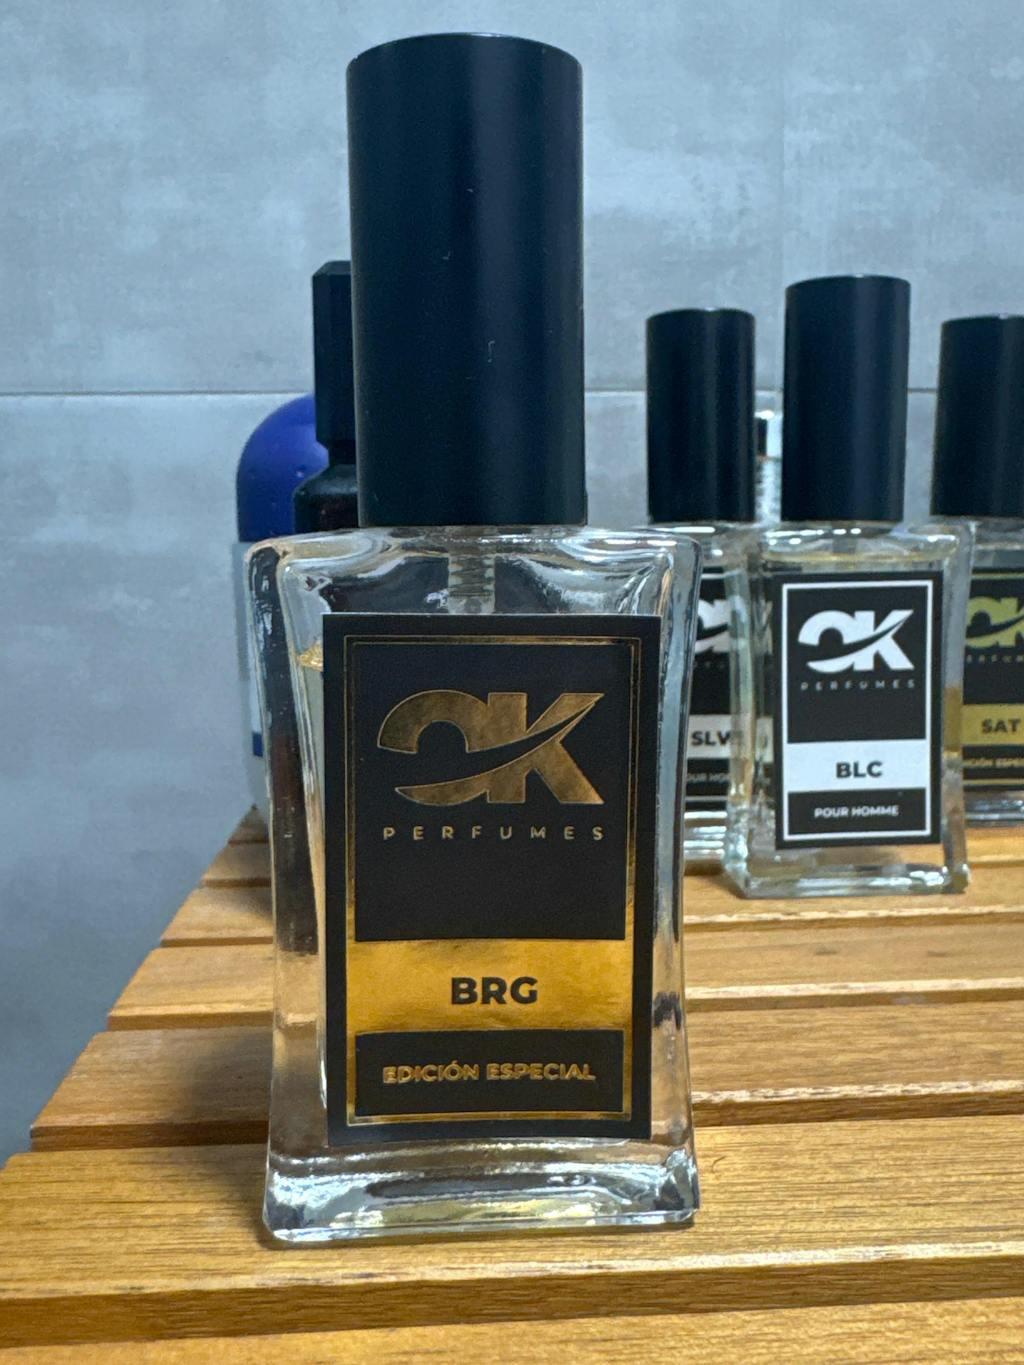 OK
PERFUMES
BRG
EDICIÓN ESPECIAL
OK
PERFUMES
BLC
POUR HOMME
SLV
SAT